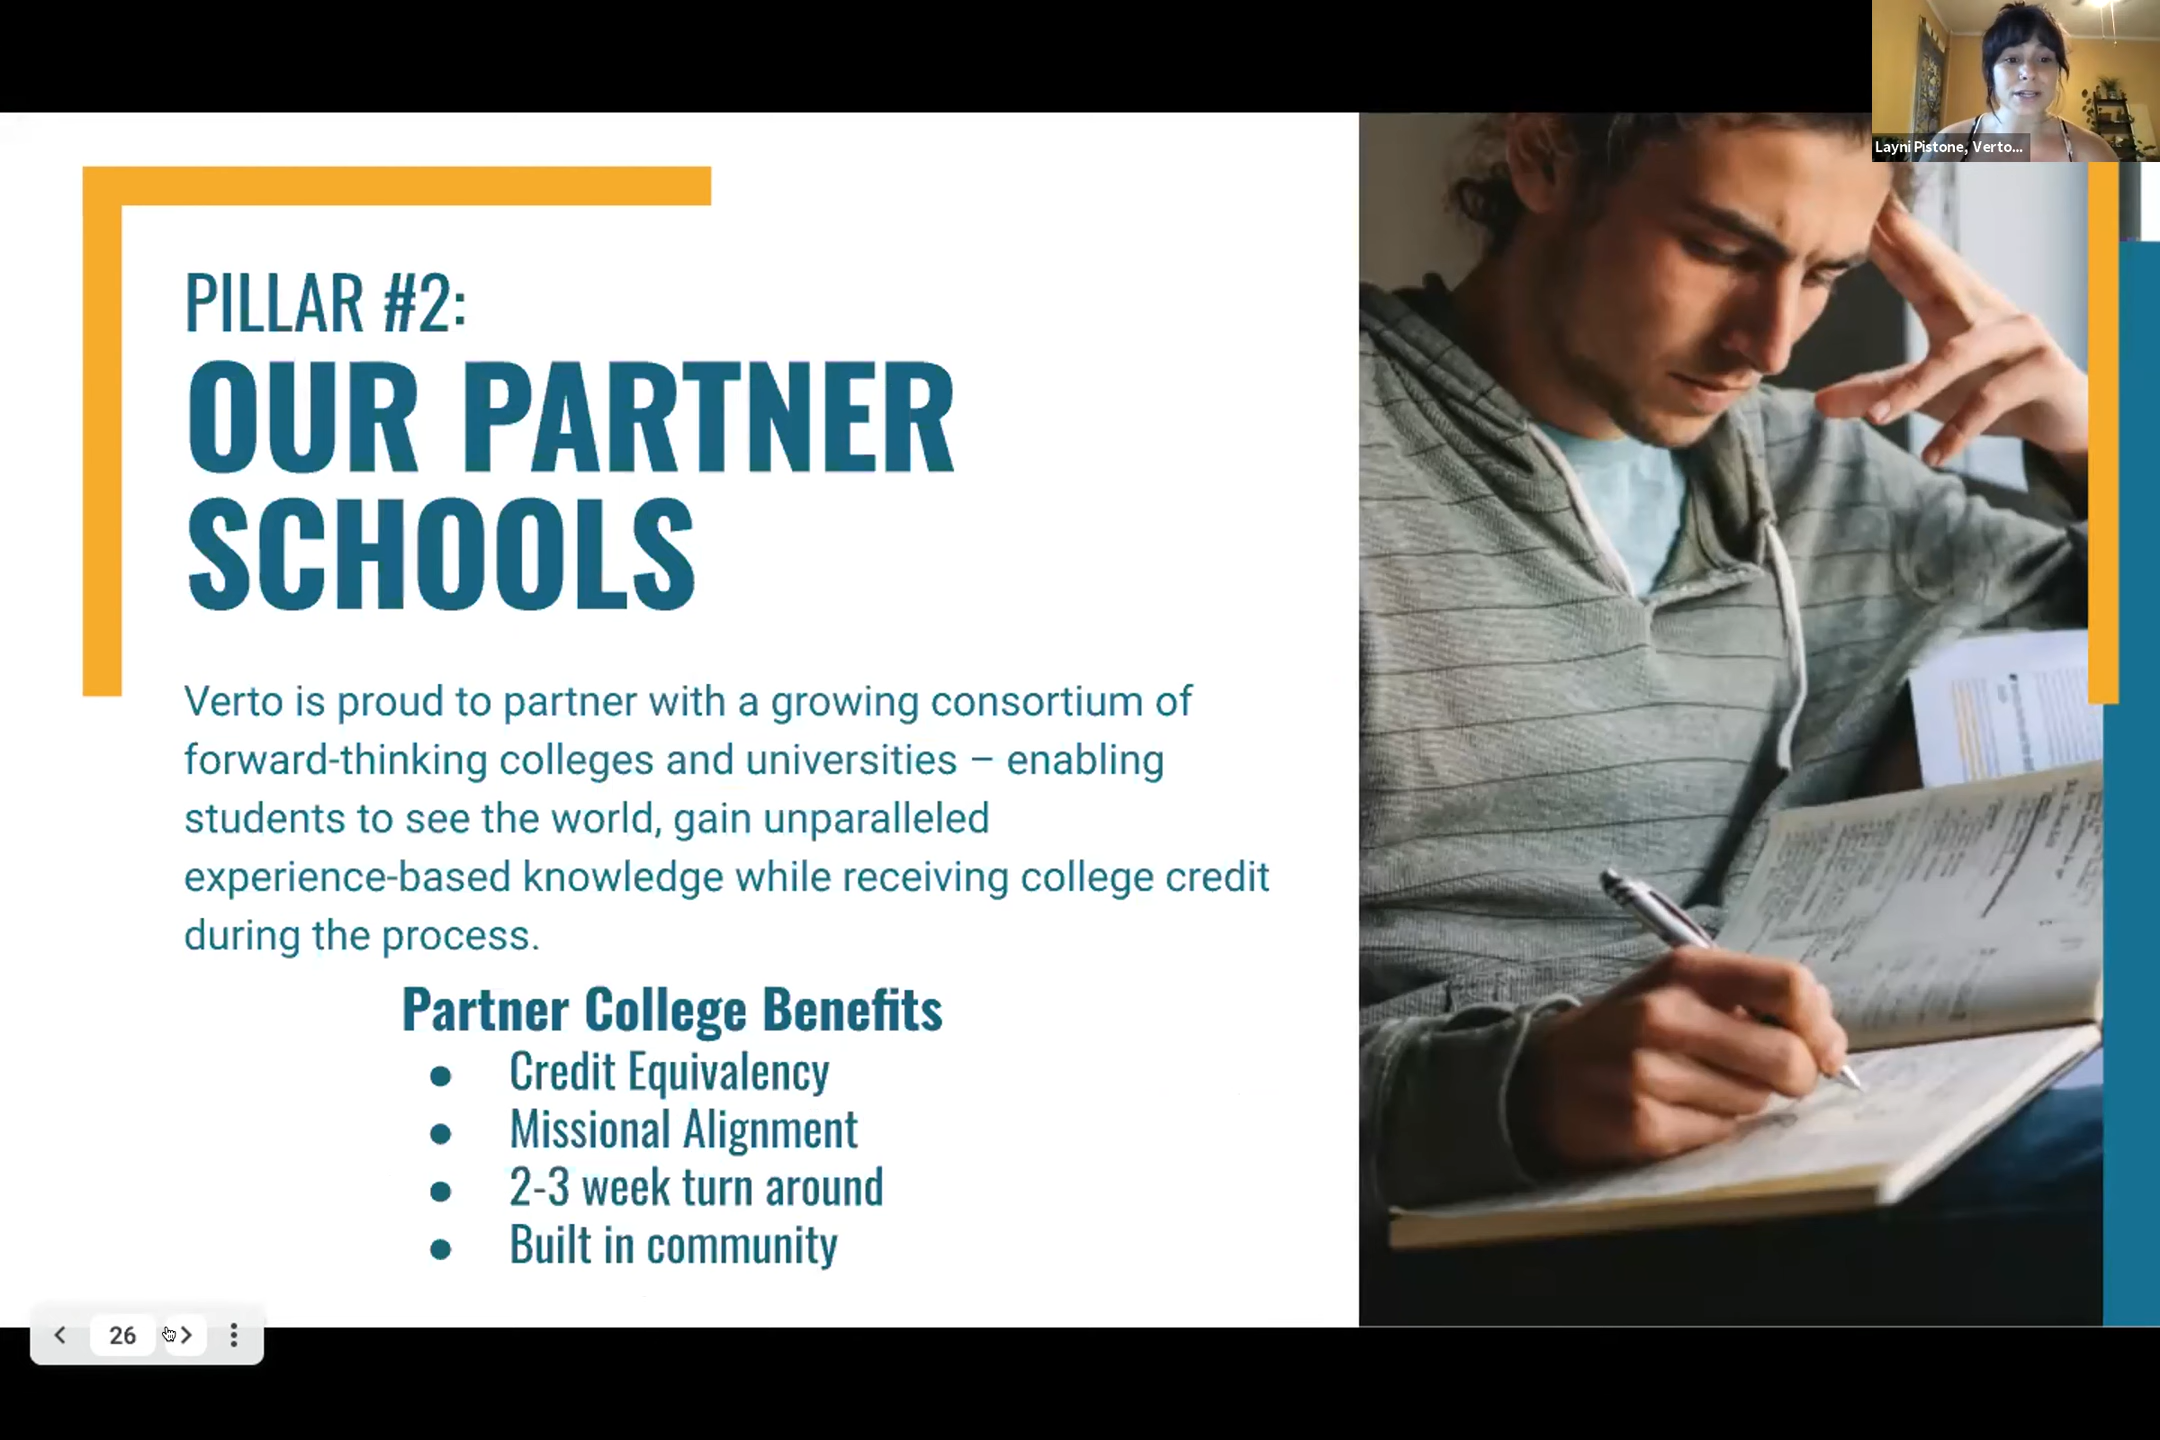 Layni Pistone, Verto...
PILLAR #2:
OUR PARTNER
SCHOOLS
Verto is proud to partner with a growing consortium of
forward-thinking colleges and universities – enabling
students to see the world, gain unparalleled
experience-based knowledge while receiving college credit
during the process.
Partner College Benefits
● Credit Equivalency
● Missional Alignment
● 2-3 week turn around
● Built in community
26